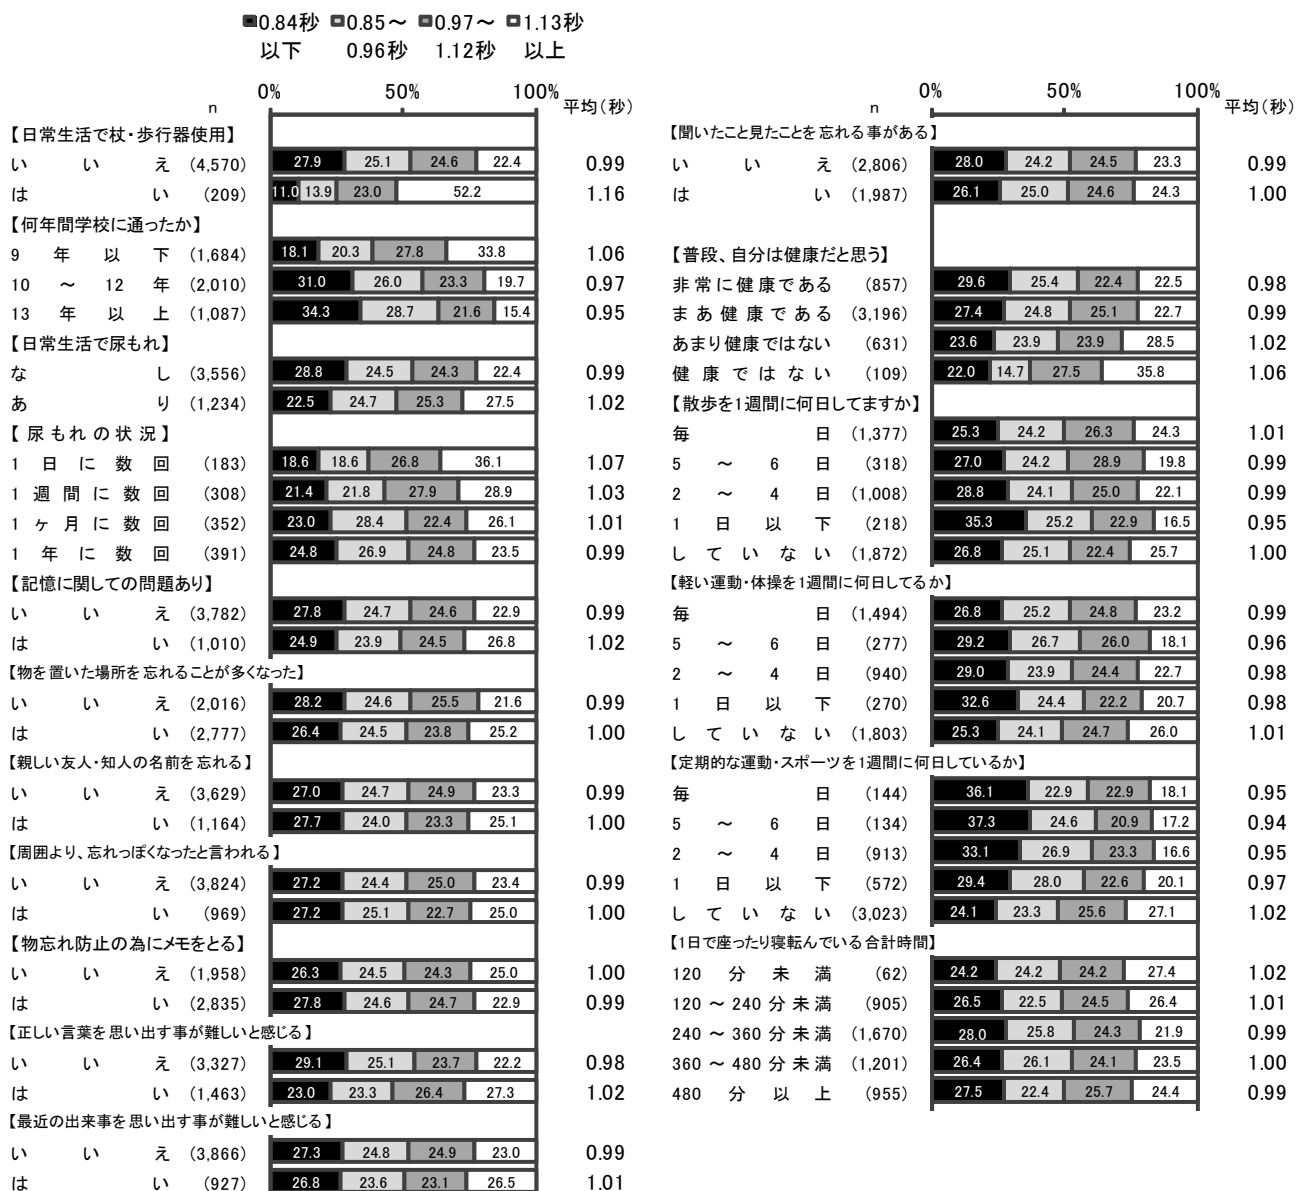 ■0.84秒以下 ■0.85～0.96秒 ■0.97～1.12秒 □1.13秒以上
n 0% 50% 100% 平均（秒）
【日常生活で杖・歩行器使用】
いいえ (4,570) 27.9 25.1 24.6 22.4 0.99
はい (209) 11.0 13.9 23.0 52.2 1.16
【何年間学校に通ったか】
9年以下 (1,684) 18.1 20.3 27.8 33.8 1.06
10～12年 (2,010) 31.0 26.0 23.3 19.7 0.97
13年以上 (1,087) 34.3 28.7 21.6 15.4 0.95
【日常生活で尿もれ】
なし (3,556) 28.8 24.5 24.3 22.4 0.99
あり (1,234) 22.5 24.7 25.3 27.5 1.02
【尿もれの状況】
1日に数回 (183) 18.6 18.6 26.8 36.1 1.07
1週間に数回 (308) 21.4 21.8 27.9 28.9 1.03
1ヶ月に数回 (352) 23.0 28.4 22.4 26.1 1.01
1年に数回 (391) 24.8 26.9 24.8 23.5 0.99
【記憶に関しての問題あり】
いいえ (3,782) 27.8 24.7 24.6 22.9 0.99
はい (1,010) 24.9 23.9 24.5 26.8 1.02
【物を置いた場所を忘れることが多くなった】
いいえ (2,016) 28.2 24.6 25.5 21.6 0.99
はい (2,777) 26.4 24.5 23.8 25.2 1.00
【親しい友人・知人の名前を忘れる】
いいえ (3,629) 27.0 24.7 24.9 23.3 0.99
はい (1,164) 27.7 24.0 23.3 25.1 1.00
【周囲より、忘れっぽくなったと言われる】
いいえ (3,824) 27.2 24.4 25.0 23.4 0.99
はい (969) 27.2 25.1 22.7 25.0 1.00
【物忘れ防止の為にメモをとる】
いいえ (1,958) 26.3 24.5 24.3 25.0 1.00
はい (2,835) 27.8 24.6 24.7 22.9 0.99
【正しい言葉を思い出す事が難しいと感じる】
いいえ (3,327) 29.1 25.1 23.7 22.2 0.98
はい (1,463) 23.0 23.3 26.4 27.3 1.02
【最近の出来事を思い出す事が難しいと感じる】
いいえ (3,866) 27.3 24.8 24.9 23.0 0.99
はい (927) 26.8 23.6 23.1 26.5 1.01
n 0% 50% 100% 平均（秒）
【聞いたこと見たことを忘れる事がある】
いいえ (2,806) 28.0 24.2 24.5 23.3 0.99
はい (1,987) 26.1 25.0 24.6 24.3 1.00
【普段、自分は健康だと思う】
非常に健康である (857) 29.6 25.4 22.4 22.5 0.98
まあ健康である (3,196) 27.4 24.8 25.1 22.7 0.99
あまり健康ではない (631) 23.6 23.9 23.9 28.5 1.02
健康ではない (109) 22.0 14.7 27.5 35.8 1.06
【散歩を1週間に何日してますか】
毎日 (1,377) 25.3 24.2 26.3 24.3 1.01
5～6日 (318) 27.0 24.2 28.9 19.8 0.99
2～4日 (1,008) 28.8 24.1 25.0 22.1 0.99
1日以下 (218) 35.3 25.2 22.9 16.5 0.95
していない (1,872) 26.8 25.1 22.4 25.7 1.00
【軽い運動・体操を1週間に何日してるか】
毎日 (1,494) 26.8 25.2 24.8 23.2 0.99
5～6日 (277) 29.2 26.7 26.0 18.1 0.96
2～4日 (940) 29.0 23.9 24.4 22.7 0.98
1日以下 (270) 32.6 24.4 22.2 20.7 0.98
していない (1,803) 25.3 24.1 24.7 26.0 1.01
【定期的な運動・スポーツを1週間に何日しているか】
毎日 (144) 36.1 22.9 22.9 18.1 0.95
5～6日 (134) 37.3 24.6 20.9 17.2 0.94
2～4日 (913) 33.1 26.9 23.3 16.6 0.95
1日以下 (572) 29.4 28.0 22.6 20.1 0.97
していない (3,023) 24.1 23.3 25.6 27.1 1.02
【1日で座ったり寝転んでいる合計時間】
120分未満 (62) 24.2 24.2 24.2 27.4 1.02
120～240分未満 (905) 26.5 22.5 24.5 26.4 1.01
240～360分未満 (1,670) 28.0 25.8 24.3 21.9 0.99
360～480分未満 (1,201) 26.4 26.1 24.1 23.5 1.00
480分以上 (955) 27.5 22.4 25.7 24.4 0.99